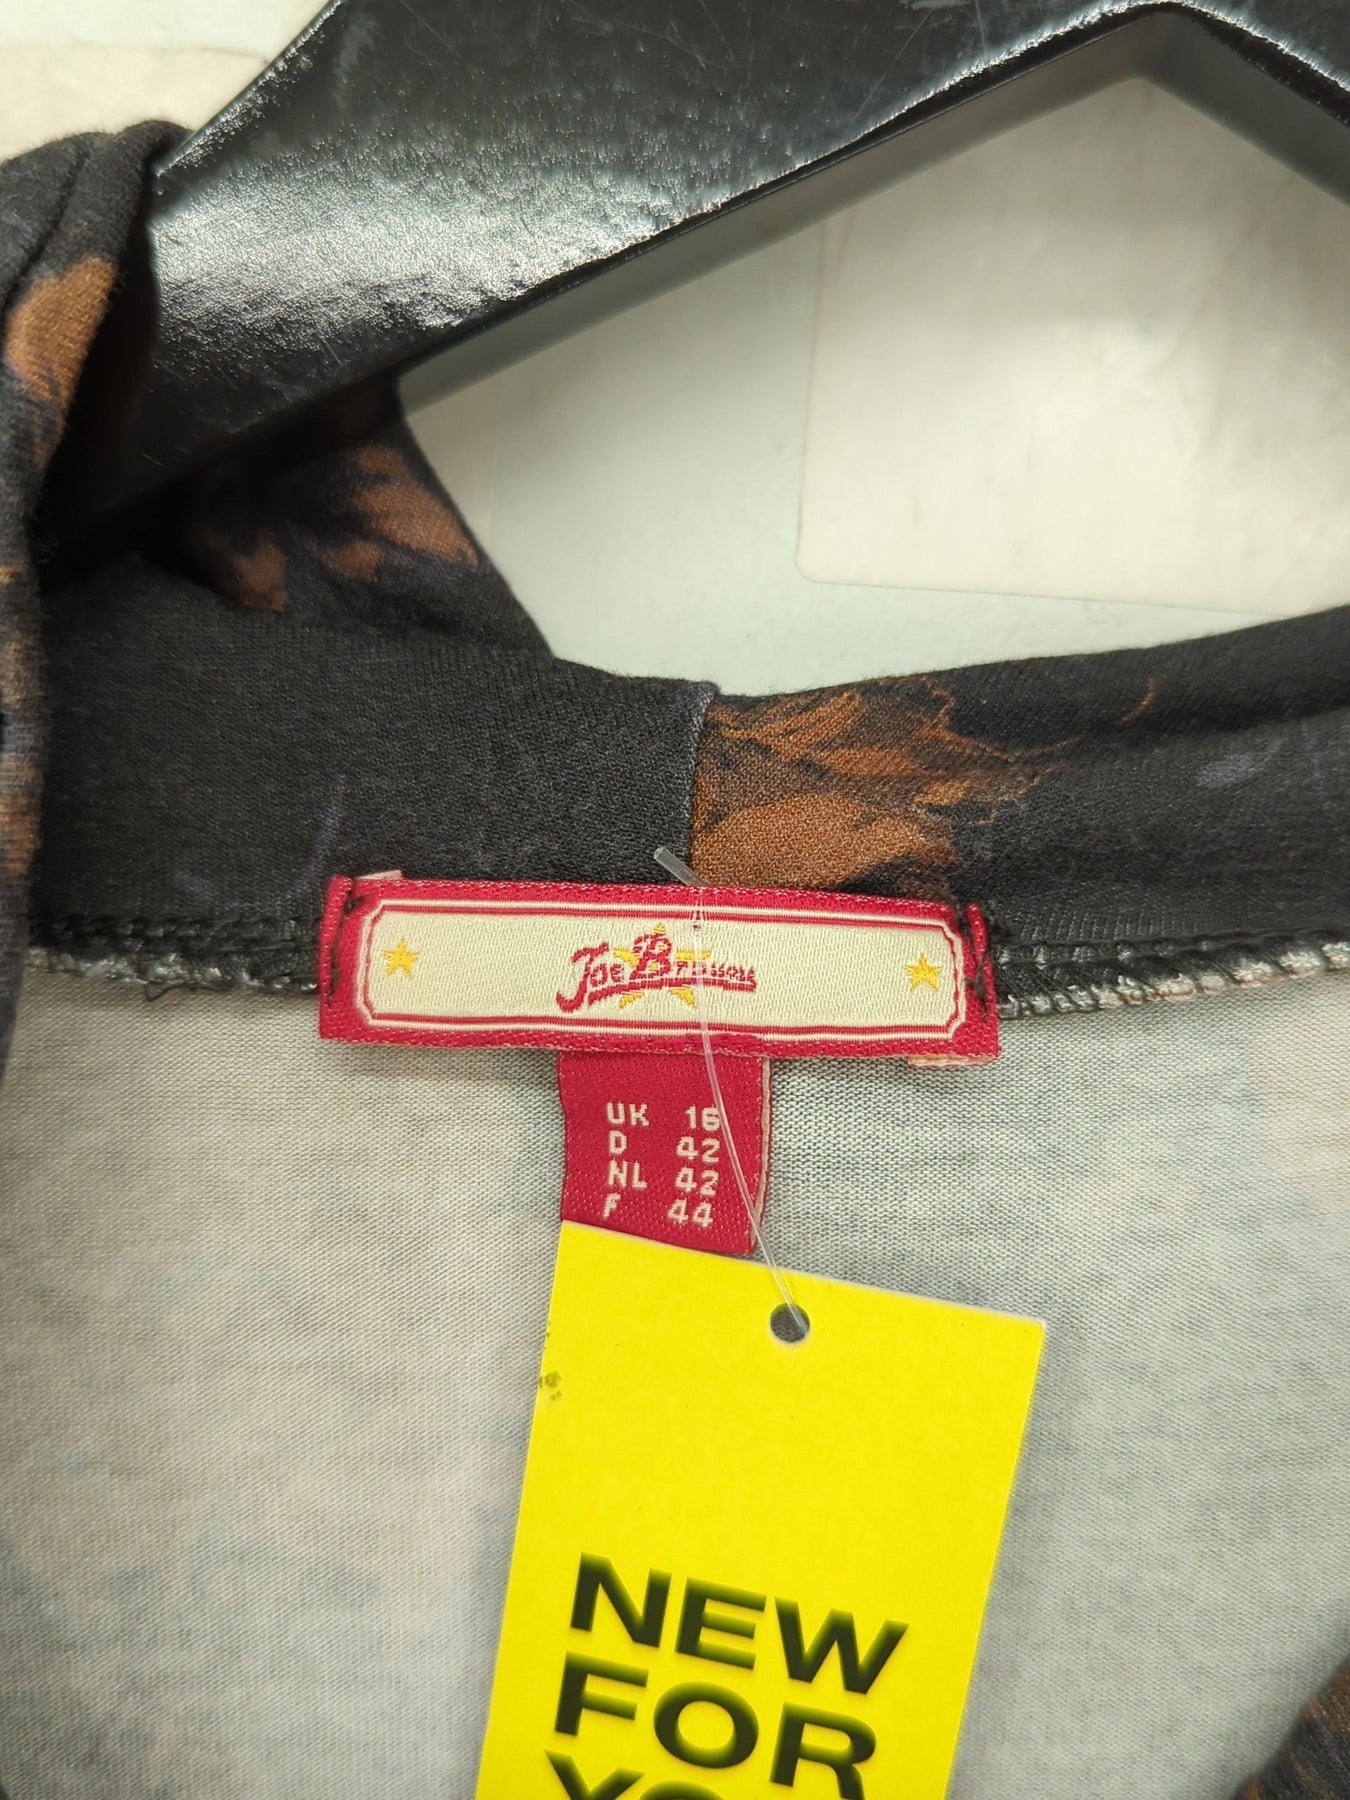 Joe Browns
UK 16
D 42
NL 42
F 44
NEW
FOR